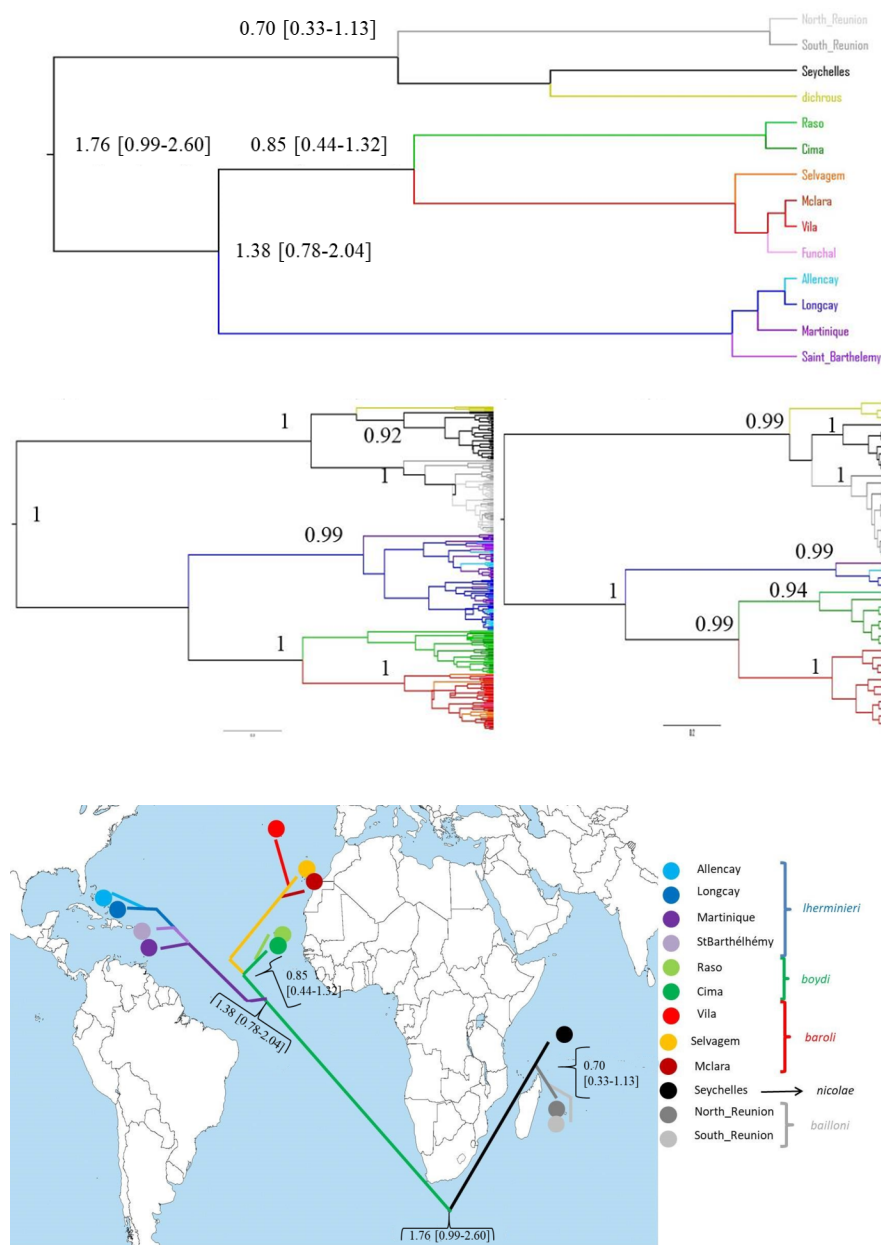 0.70 [0.33-1.13]
1.76 [0.99-2.60]
0.85 [0.44-1.32]
1.38 [0.78-2.04]
North_Reunion
South_Reunion
Seychelles
dichrous
Raso
Cima
Selvagem
Mclara
Vila
Funchal
Allencay
Longcay
Martinique
Saint_Barthelemy
1
0.92
1
1
0.99
1
1
0.99
1
1
0.99
1
0.94
0.99
1
0.85
[0.44-1.32]
1.38 [0.78-2.04]
0.70
[0.33-1.13]
1.76 [0.99-2.60]
Allencay
Longcay
Martinique
StBarthélhémy
Raso
Cima
Vila
Selvagem
Mclara
Seychelles
North_Reunion
South_Reunion
lherminieri
boydi
baroli
nicolae
bailloni